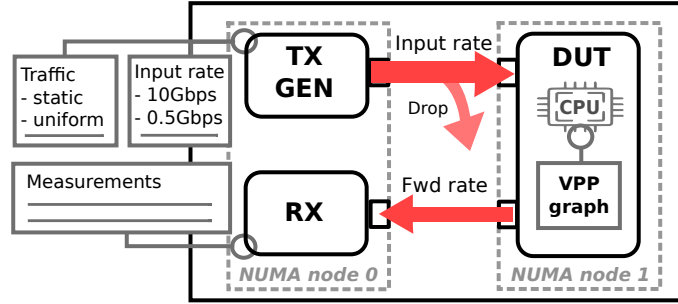 Traffic
- static
- uniform
Input rate
- 10Gbps
- 0.5Gbps
TX
GEN
Input rate
Drop
DUT
CPU
VPP
graph
Measurements
RX
Fwd rate
NUMA node 0
NUMA node 1